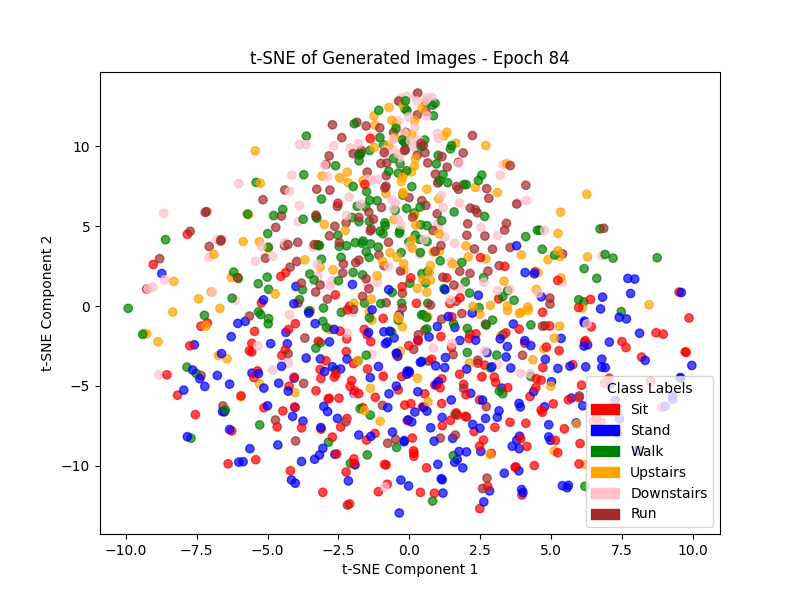 t-SNE of Generated Images - Epoch 84
t-SNE Component 2
10
5
0
−5
−10
−10.0
−7.5
−5.0
−2.5
0.0
2.5
5.0
7.5
10.0
t-SNE Component 1
Class Labels
Sit
Stand
Walk
Upstairs
Downstairs
Run